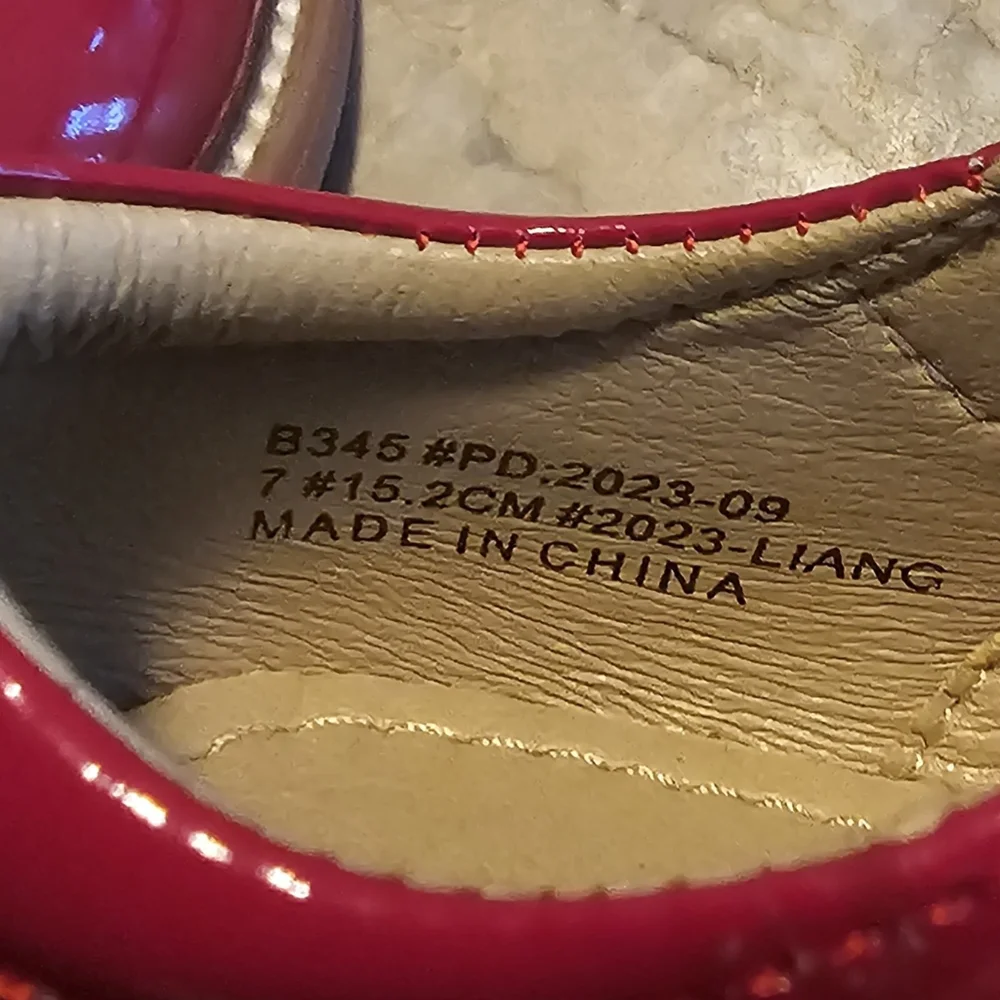 B345 #PD:2023-09
7 #15.2CM #2023-LIANG
MADE IN CHINA